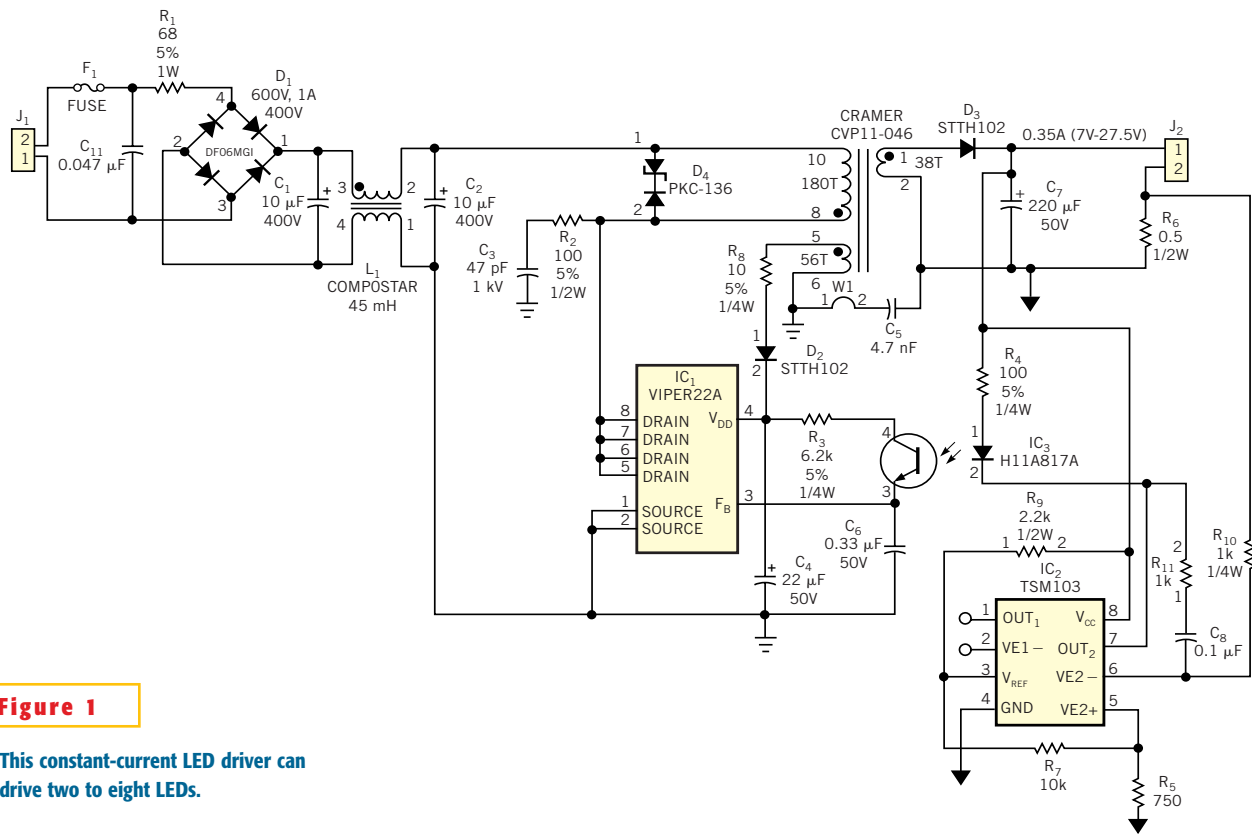 R1
68
5%
1W
F1
FUSE
D1
600V, 1A
400V
J1
2
1
C11
0.047 µF
4
2
DF06MGI
1
3
C1
10 µF
400V
+
3
2
4
1
L1
COMPOSTAR
45 mH
+
C2
10 µF
400V
C3
47 pF
1 kV
R2
100
5%
1/2W
1
D4
PKC-136
2
CRAMER
CVP11-046
10
180T
8
1
38T
2
5
56T
6
W1
1
2
C5
4.7 nF
R8
10
5%
1/4W
1
D2
STTH102
2
D3
STTH102
0.35A (7V-27.5V)
J2
1
2
+
C7
220 µF
50V
R6
0.5
1/2W
IC1
VIPER22A
8
DRAIN
7
DRAIN
6
DRAIN
5
DRAIN
1
SOURCE
2
SOURCE
VDD
4
FB
3
R3
6.2k
5%
1/4W
4
3
C6
0.33 µF
50V
+
C4
22 µF
50V
R4
100
5%
1/4W
1
IC3
H11A817A
2
R9
2.2k
1/2W
1
2
IC2
TSM103
1
OUT1
2
VE1–
3
VREF
4
GND
VCC
8
OUT2
7
VE2–
6
VE2+
5
2
R11
1k
1
R10
1k
1/4W
C8
0.1 µF
R7
10k
R5
750
Figure 1
This constant-current LED driver can
drive two to eight LEDs.